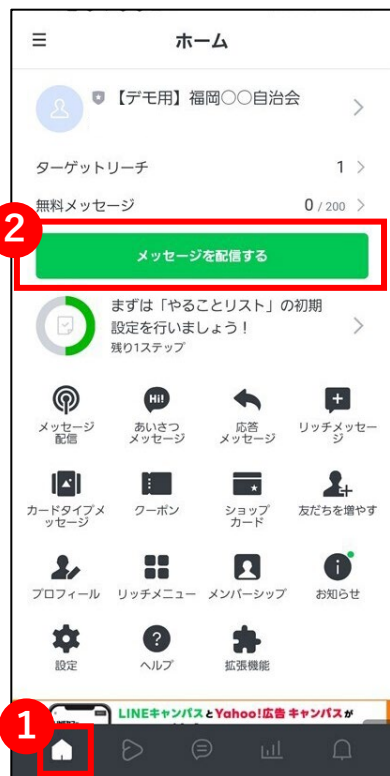 ホーム
【デモ用】福岡〇〇自治会
ターゲットリーチ 1
無料メッセージ 0 / 200
2
メッセージを配信する
まずは「やることリスト」の初期
設定を行いましょう！
残り1ステップ
Hi!
メッセージ
配信
あいさつ
メッセージ
応答
メッセージ
リッチメッセー
ジ
カードタイプメ
ッセージ
クーポン
ショップ
カード
友だちを増やす
プロフィール
リッチメニュー
メンバーシップ
お知らせ
設定
ヘルプ
拡張機能
1
LINEキャンパスとYahoo!広告 キャンパスが